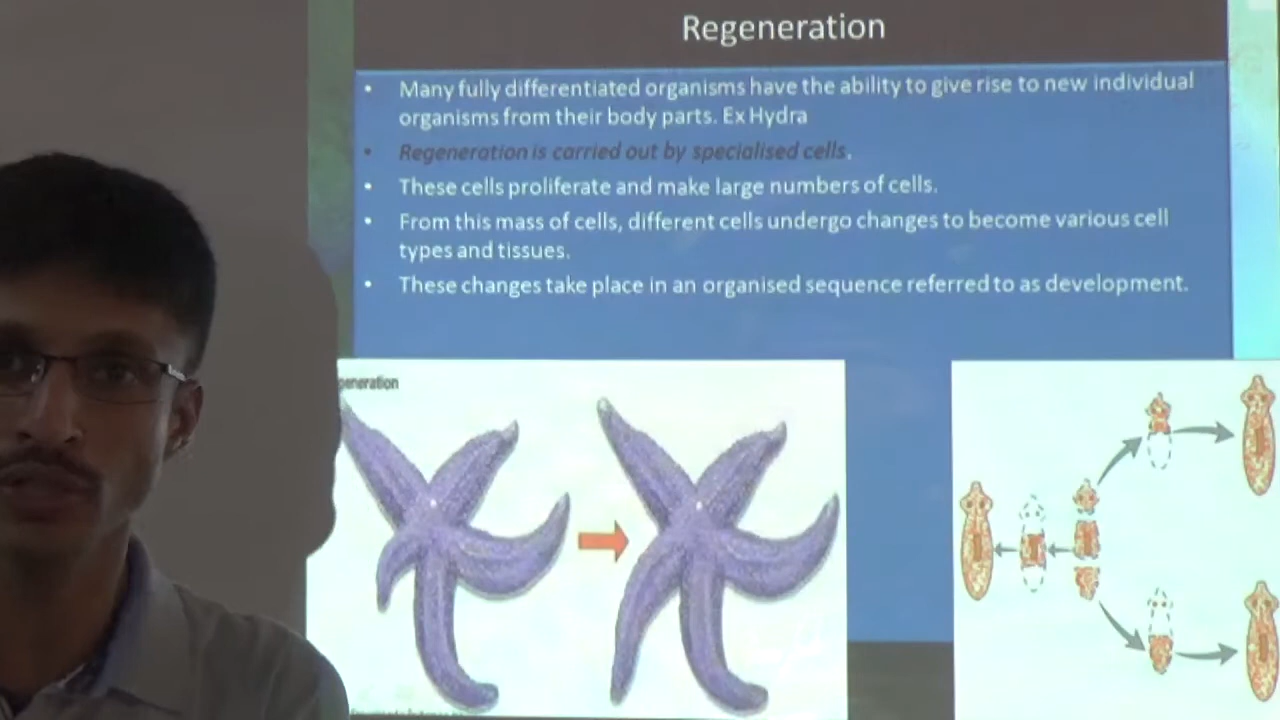 Regeneration
• Many fully differentiated organisms have the ability to give rise to new individual
organisms from their body parts. Ex Hydra
• Regeneration is carried out by specialised cells.
• These cells proliferate and make large numbers of cells.
• From this mass of cells, different cells undergo changes to become various cell
types and tissues.
• These changes take place in an organised sequence referred to as development.
generation